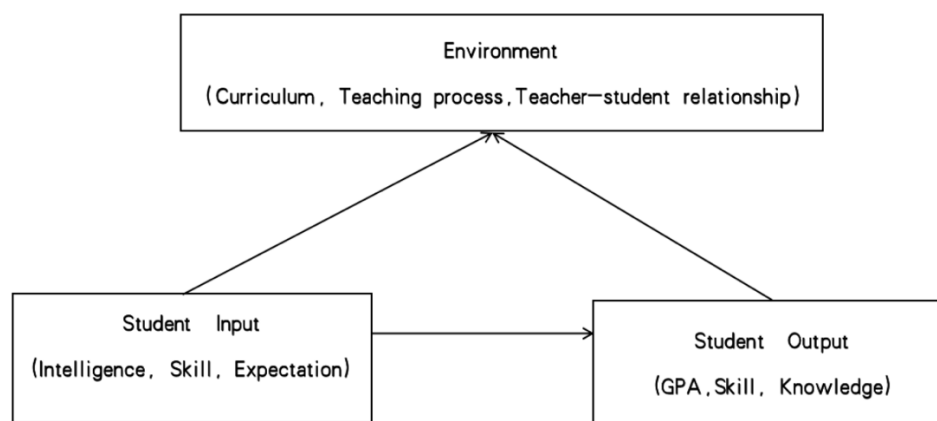 Environment
(Curriculum, Teaching process,Teacher-student relationship)
Student Input
(Intelligence, Skill, Expectation)
Student Output
(GPA,Skill, Knowledge)